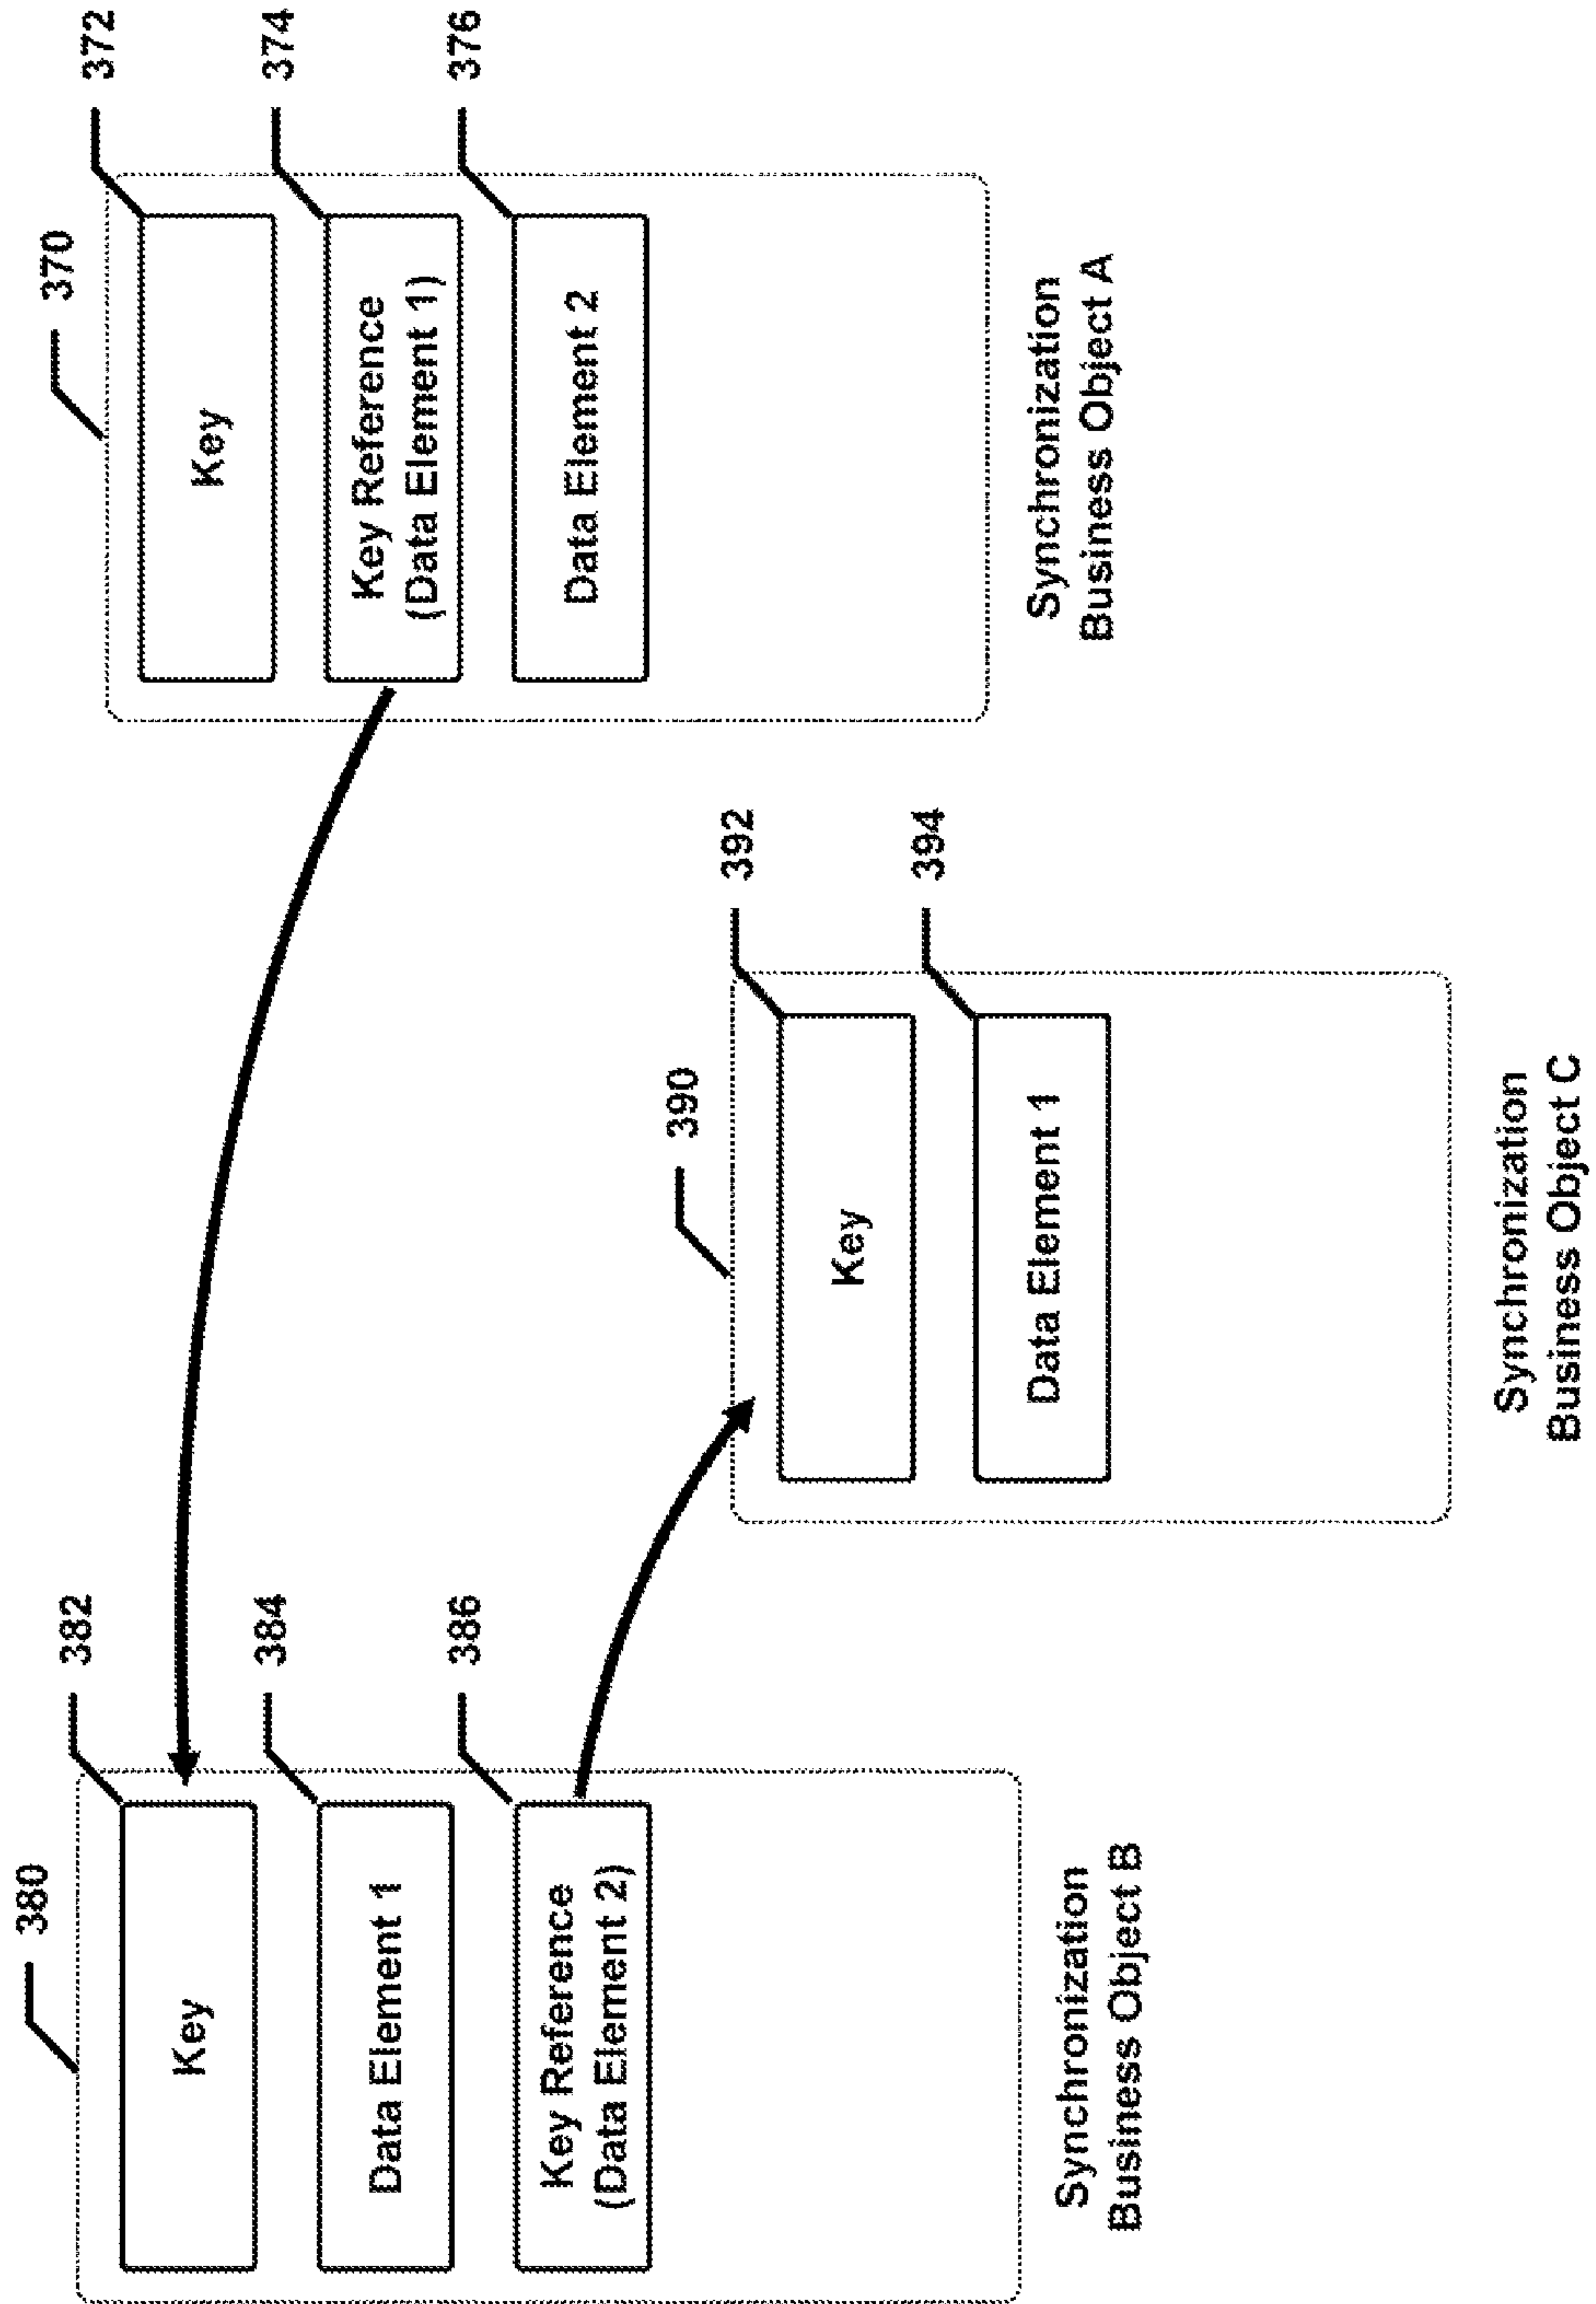 380
382
Key
384
Data Element 1
386
Key Reference
(Data Element 2)
Synchronization
Business Object B
390
392
Key
394
Data Element 1
Synchronization
Business Object C
370
372
Key
374
Key Reference
(Data Element 1)
376
Data Element 2
Synchronization
Business Object A